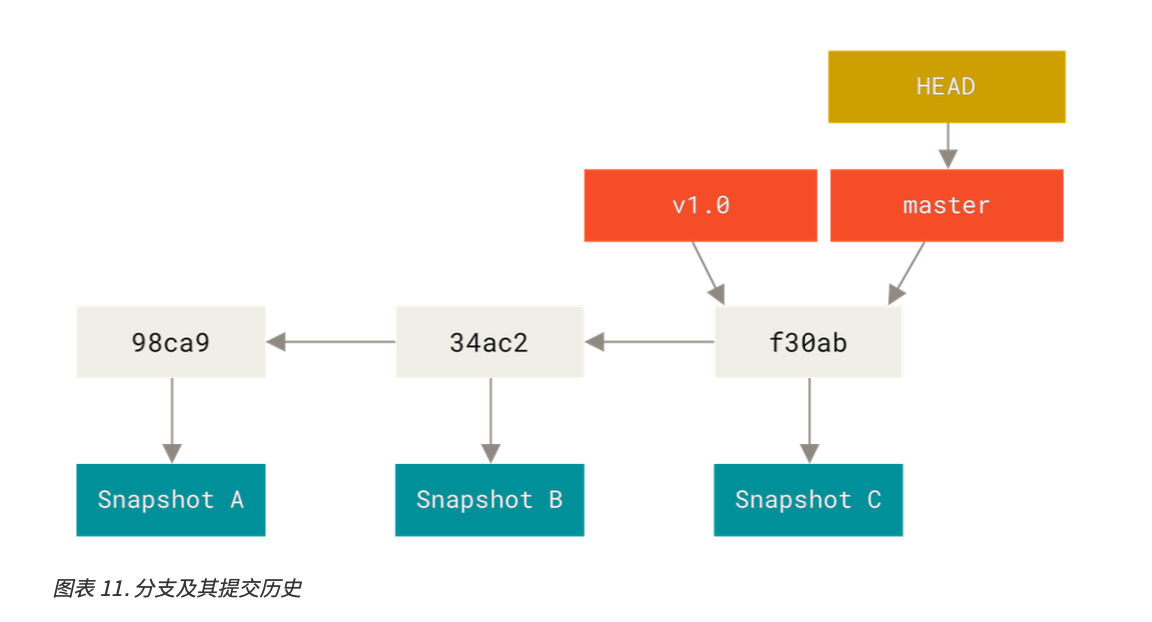 HEAD
v1.0 master
98ca9 34ac2 f30ab
Snapshot A Snapshot B Snapshot C
图表 11. 分支及其提交历史